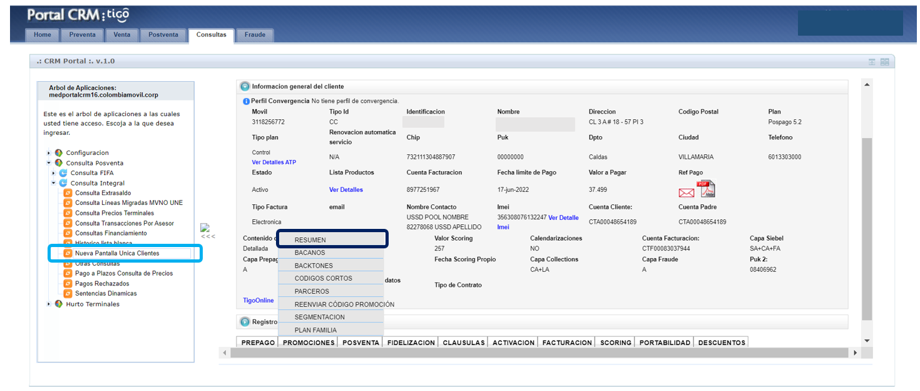 Portal CRM : tigo
Home Preventa Venta Postventa Consultas Fraude
.: CRM Portal :. v.1.0
Arbol de Aplicaciones:
medportalcrm16.colombiamovil.corp
Este es el arbol de aplicaciones a las cuales
usted tiene acceso. Escoja a la que desea
ingresar.
Configuracion
Consulta Posventa
Consulta FIFA
Consulta Integral
Consulta Extrasaldo
Consulta Lineas Migradas MVNO UNE
Consulta Precios Terminales
Consulta Transacciones Por Asesor
Consultas Financiamiento
Historico lista blanca
Nueva Pantalla Unica Clientes
Otras Consultas
Pago a Plazos Consulta de Precios
Pagos Rechazados
Sentencias Dinamicas
Hurto Terminales
<<<
Informacion general del cliente
Perfil Convergencia No tiene perfil de convergencia.
Movil Tipo Id Identificacion Nombre Direccion Codigo Postal Plan
3118256772 CC CL 3 A # 18 - 57 PI 3 Pospago 5.2
Tipo plan Renovacion automatica servicio Chip Puk Dpto Ciudad Telefono
Control N/A 732111304887907 00000000 Caldas VILLAMARIA 6013303000
Ver Detalles ATP
Estado Lista Productos Cuenta Facturacion Fecha limite de Pago Valor a Pagar Ref Pago
Activo Ver Detalles 8977251967 17-jun-2022 37.499
Tipo Factura email Nombre Contacto Imei Cuenta Cliente: Cuenta Padre
Electronica USSD POOL NOMBRE 82278068 USSD APELLIDO 356308076132247 Ver Detalle Imei CTA00048654189 CTA00048654189
Contenido Valor Scoring Calendarizaciones Cuenta Facturacion: Capa Siebel
Detallada 257 NO CTF00083037944 SA+CA+FA
Capa Prepag Fecha Scoring Propio Capa Collections Capa Fraude Puk 2:
A CA+LA A 08406962
datos Tipo de Contrato
TigoOnline
RESUMEN
BACANOS
BACKTONES
CODIGOS CORTOS
PARCEROS
REENVIAR CÓDIGO PROMOCIÓN
SEGMENTACION
PLAN FAMILIA
Registro
PREPAGO PROMOCIONES POSVENTA FIDELIZACION CLAUSULAS ACTIVACION FACTURACION SCORING PORTABILIDAD DESCUENTOS